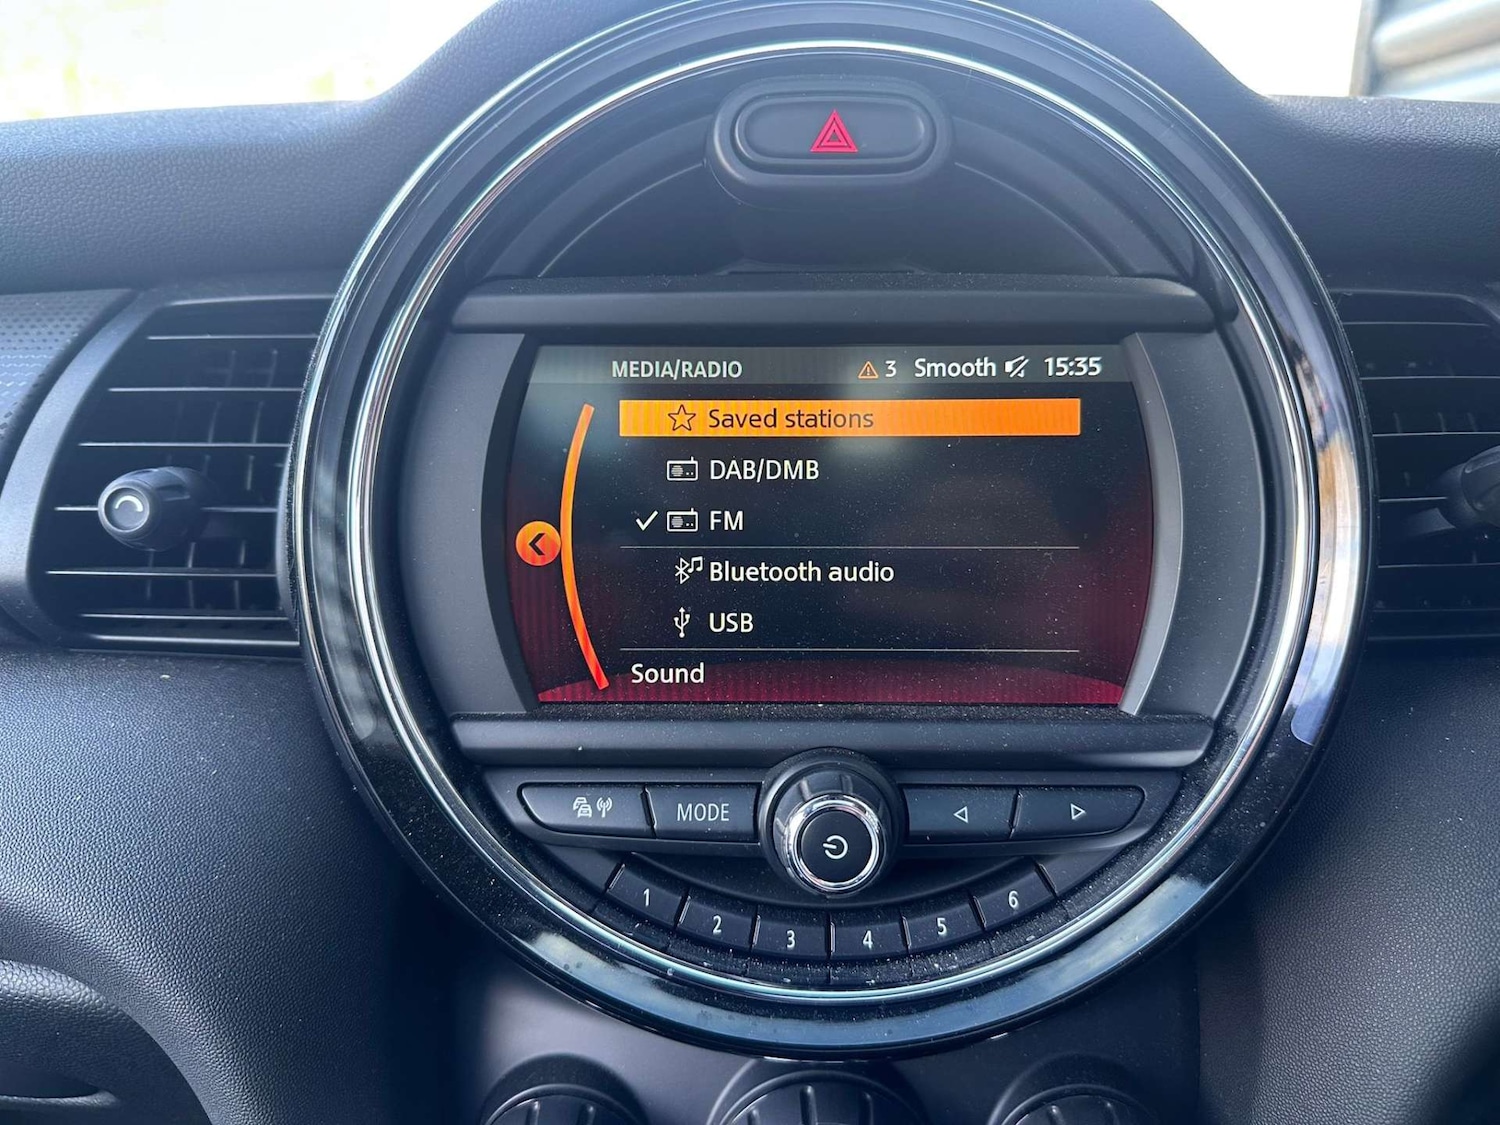 MEDIA/RADIO 3 Smooth 15:35
Saved stations
DAB/DMB
FM
Bluetooth audio
USB
Sound
MODE
1 2 3 4 5 6